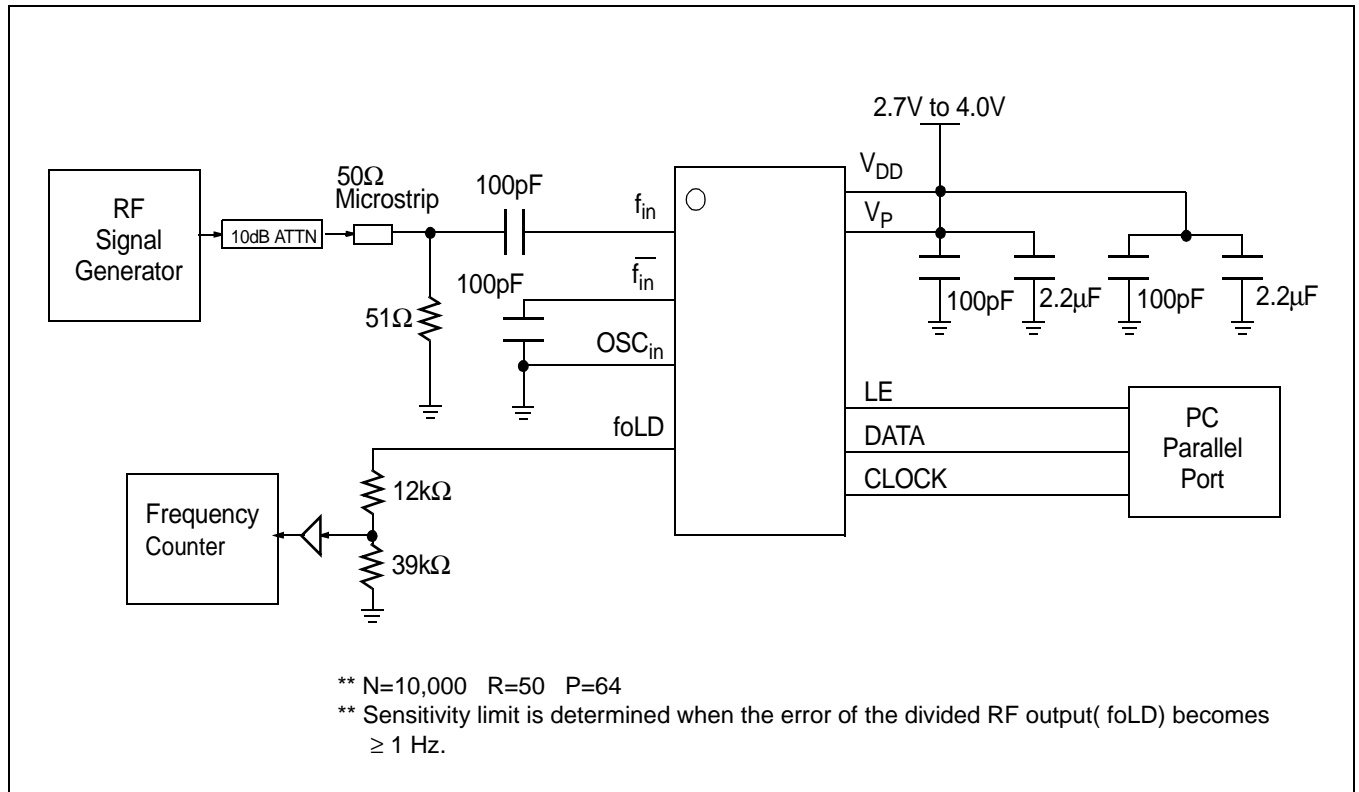 2.7V to 4.0V
RF
Signal
Generator
10dB ATTN
50Ω
Microstrip
100pF
51Ω
100pF
f_in
f̅_i̅n̅
OSC_in
foLD
V_DD
V_P
100pF
2.2μF
100pF
2.2μF
LE
DATA
CLOCK
PC
Parallel
Port
Frequency
Counter
12kΩ
39kΩ
** N=10,000 R=50 P=64
** Sensitivity limit is determined when the error of the divided RF output( foLD) becomes
≥ 1 Hz.